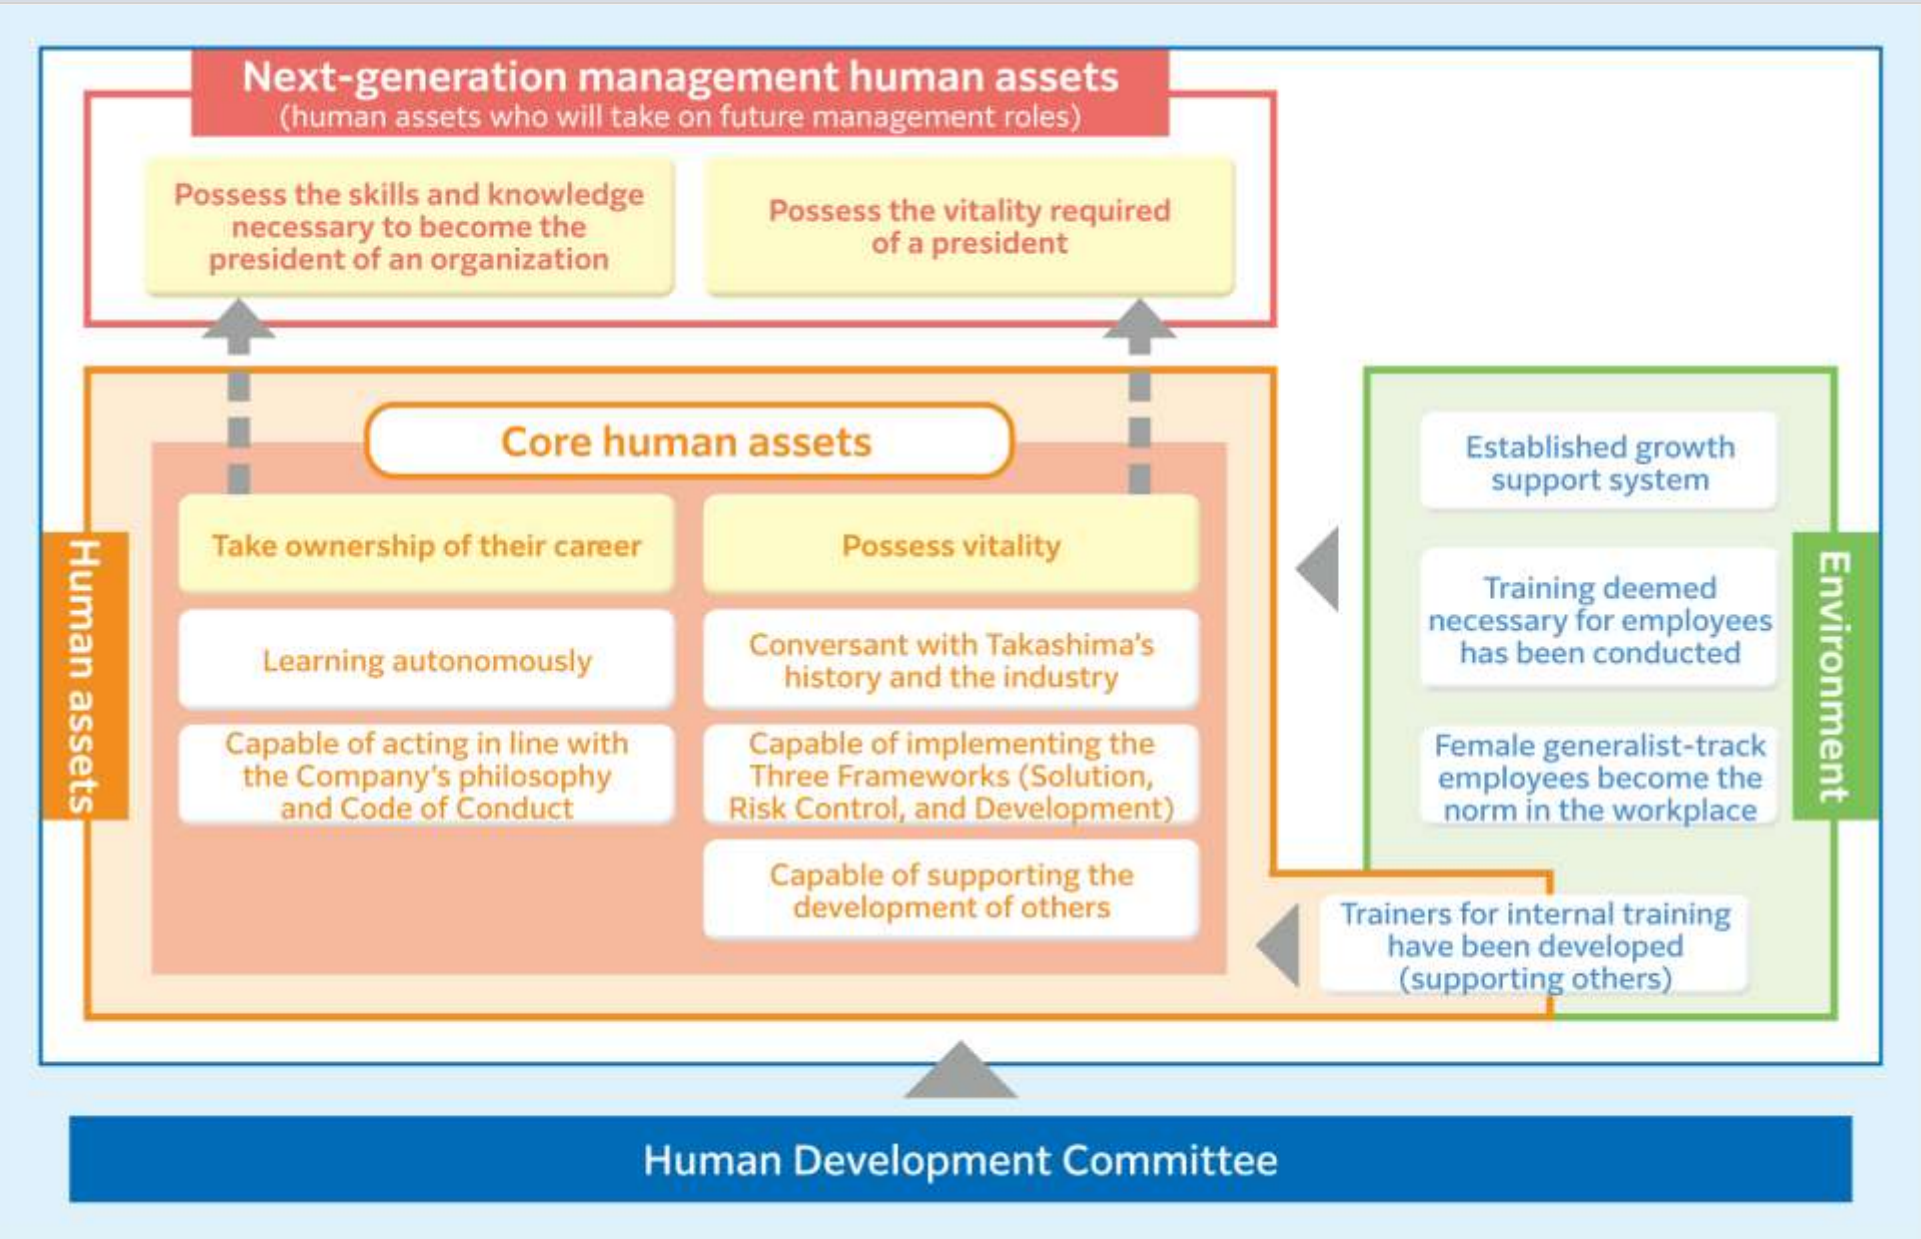 Next-generation management human assets
(human assets who will take on future management roles)
Possess the skills and knowledge
necessary to become the
president of an organization
Possess the vitality required
of a president
Human assets
Core human assets
Take ownership of their career
Learning autonomously
Capable of acting in line with
the Company's philosophy
and Code of Conduct
Possess vitality
Conversant with Takashima's
history and the industry
Capable of implementing the
Three Frameworks (Solution,
Risk Control, and Development)
Capable of supporting the
development of others
Environment
Established growth
support system
Training deemed
necessary for employees
has been conducted
Female generalist-track
employees become the
norm in the workplace
Trainers for internal training
have been developed
(supporting others)
Human Development Committee